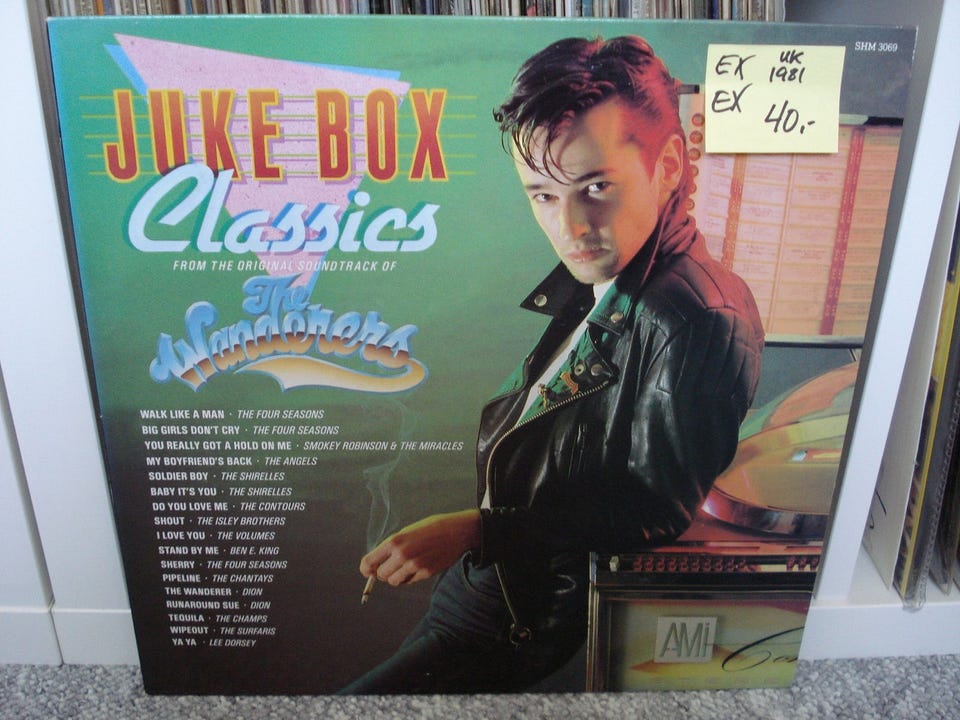 SHM 3069
EX UK
1981
EX 40,-
JUKE BOX
Classics
FROM THE ORIGINAL SOUNDTRACK OF
The
Wanderers
WALK LIKE A MAN · THE FOUR SEASONS
BIG GIRLS DON'T CRY · THE FOUR SEASONS
YOU REALLY GOT A HOLD ON ME · SMOKEY ROBINSON & THE MIRACLES
MY BOYFRIEND'S BACK · THE ANGELS
SOLDIER BOY · THE SHIRELLES
BABY IT'S YOU · THE SHIRELLES
DO YOU LOVE ME · THE CONTOURS
SHOUT · THE ISLEY BROTHERS
I LOVE YOU · THE VOLUMES
STAND BY ME · BEN E. KING
SHERRY · THE FOUR SEASONS
PIPELINE · THE CHANTAYS
THE WANDERER · DION
RUNAROUND SUE · DION
TEQUILA · THE CHAMPS
WIPEOUT · THE SURFARIS
YA YA · LEE DORSEY
AMi